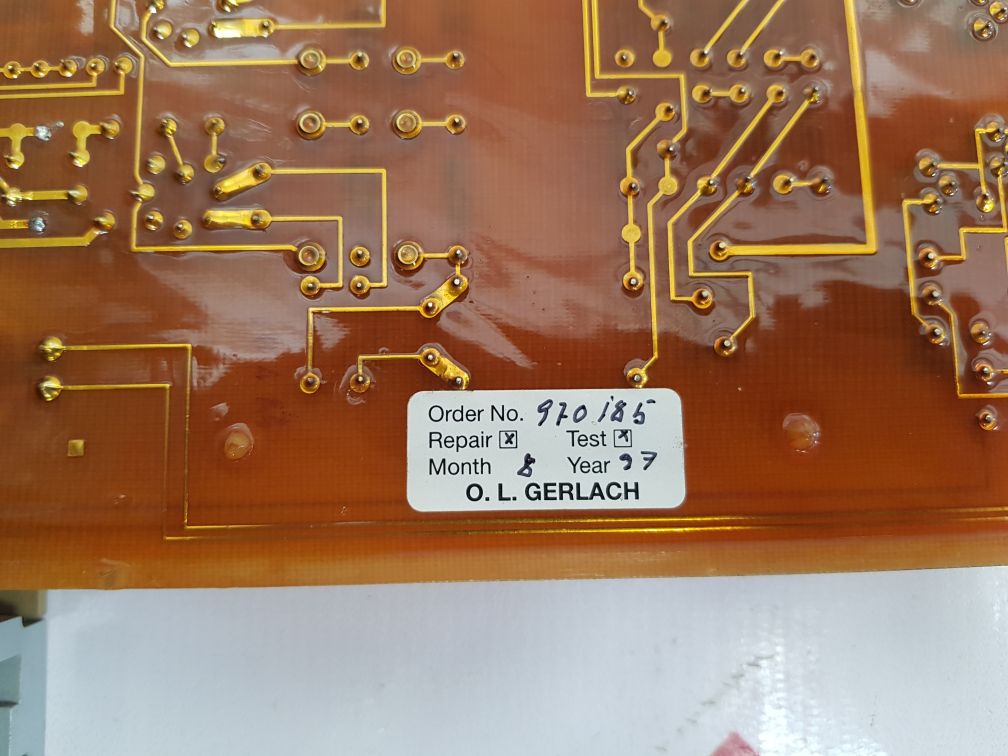 Order No. 970185
Repair ☒ Test ☒
Month 8 Year 97
O. L. GERLACH